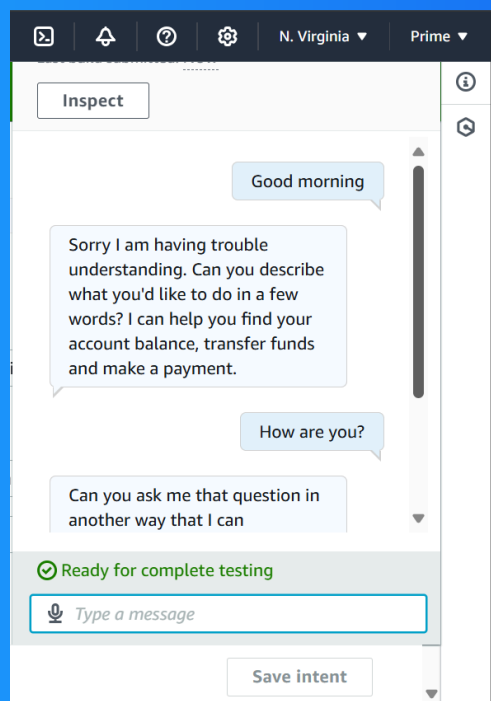 N. Virginia ▼ Prime ▼
Inspect
Good morning
Sorry I am having trouble
understanding. Can you describe
what you'd like to do in a few
words? I can help you find your
account balance, transfer funds
and make a payment.
How are you?
Can you ask me that question in
another way that I can
Ready for complete testing
Type a message
Save intent